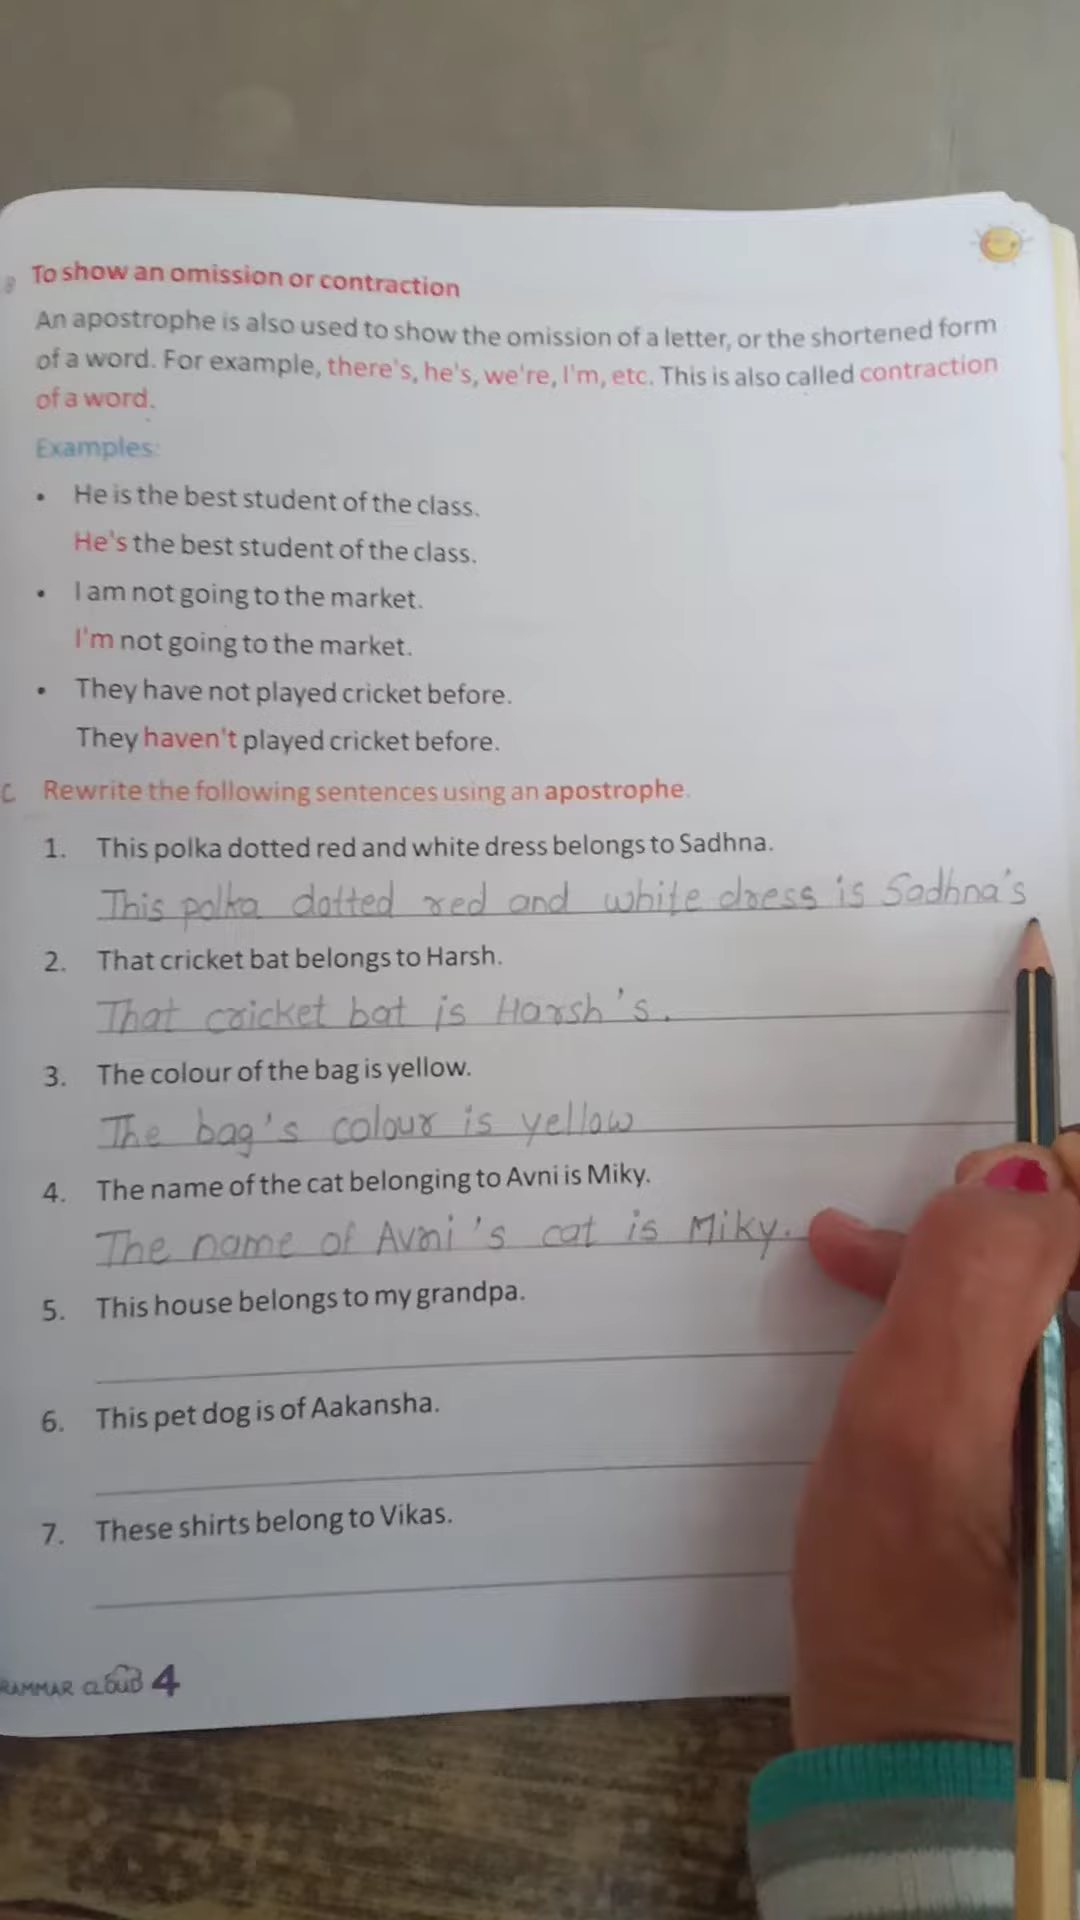 To show an omission or contraction
An apostrophe is also used to show the omission of a letter, or the shortened form
of a word. For example, there's, he's, we're, I'm, etc. This is also called contraction
of a word.
Examples:
• He is the best student of the class.
He's the best student of the class.
• I am not going to the market.
I'm not going to the market.
• They have not played cricket before.
They haven't played cricket before.
C Rewrite the following sentences using an apostrophe.
1. This polka dotted red and white dress belongs to Sadhna.
This polka dotted red and white dress is Sadhna's
2. That cricket bat belongs to Harsh.
That cricket bat is Harsh's.
3. The colour of the bag is yellow.
The bag's colour is yellow
4. The name of the cat belonging to Avni is Miky.
The name of Avni's cat is Miky.
5. This house belongs to my grandpa.
6. This pet dog is of Aakansha.
7. These shirts belong to Vikas.
RAMMAR CLOUD 4